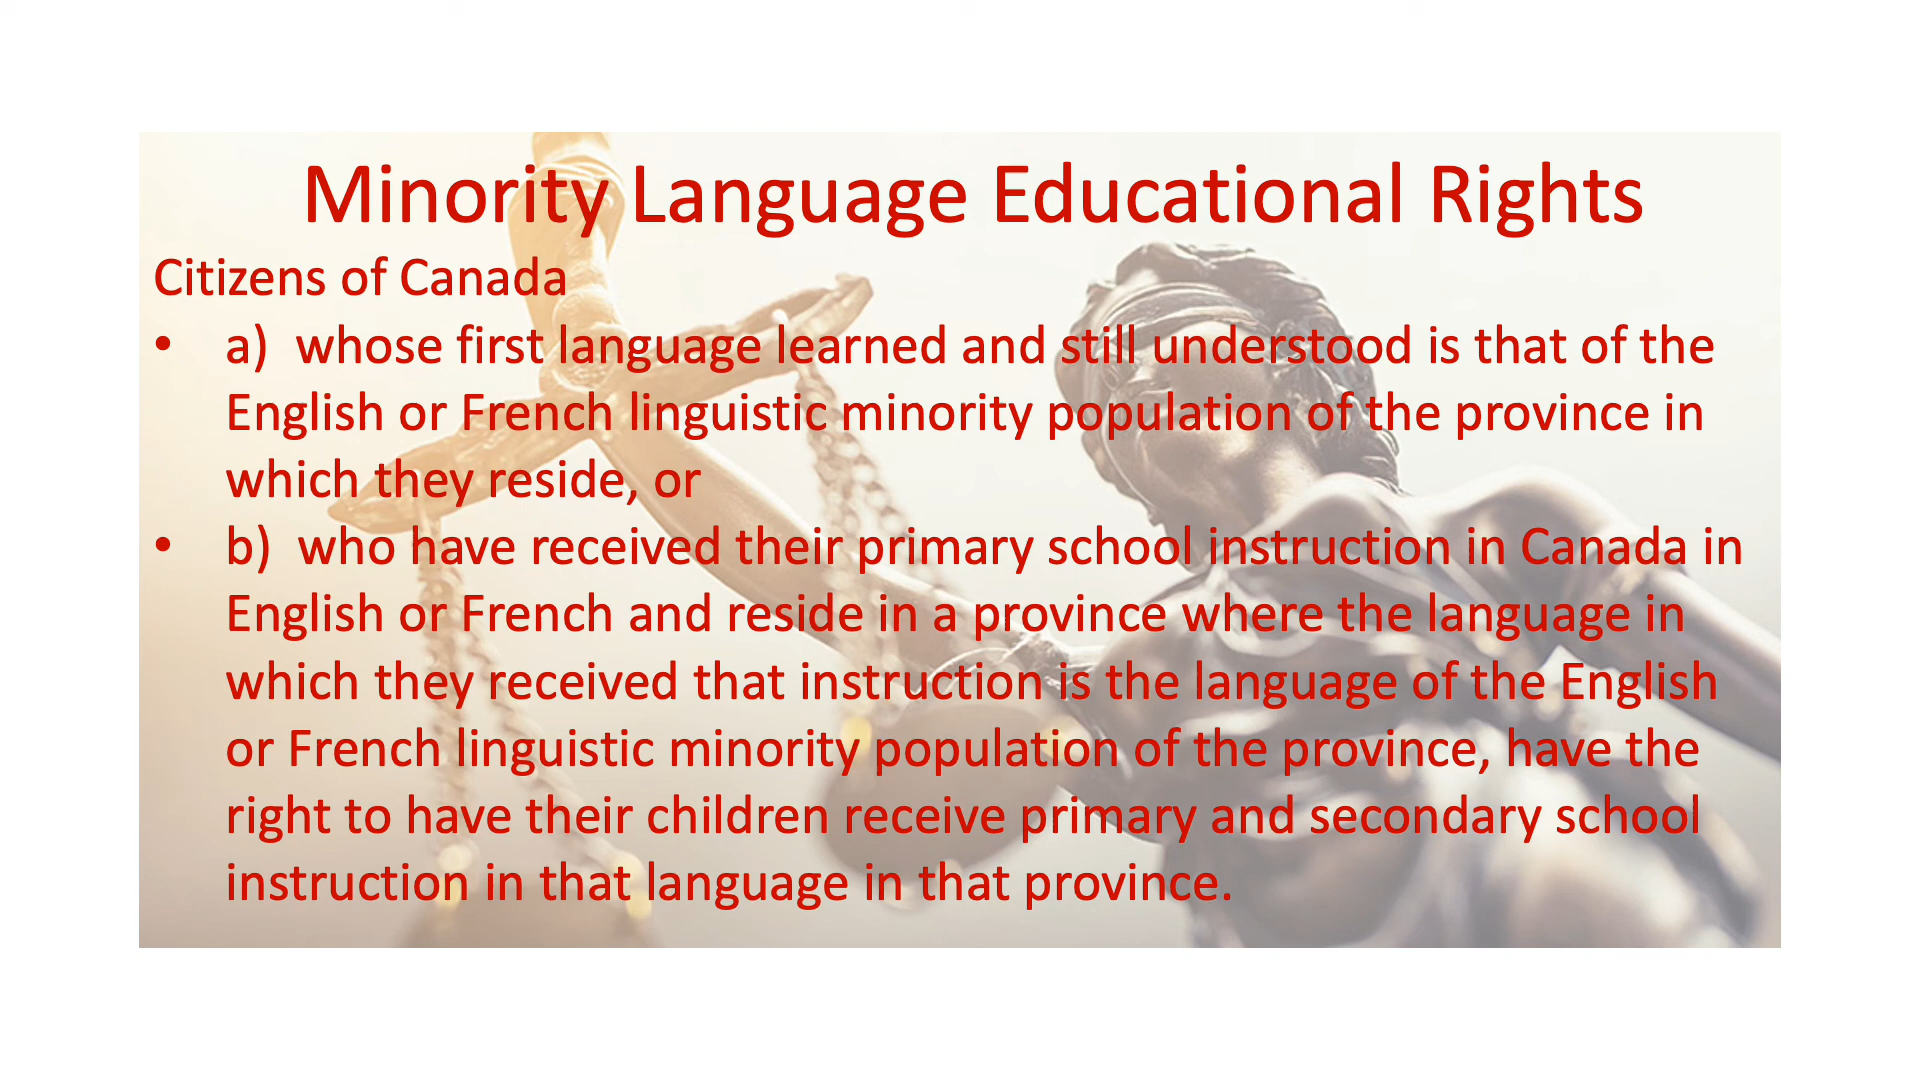 Minority Language Educational Rights
Citizens of Canada
• a) whose first language learned and still understood is that of the
English or French linguistic minority population of the province in
which they reside, or
• b) who have received their primary school instruction in Canada in
English or French and reside in a province where the language in
which they received that instruction is the language of the English
or French linguistic minority population of the province, have the
right to have their children receive primary and secondary school
instruction in that language in that province.